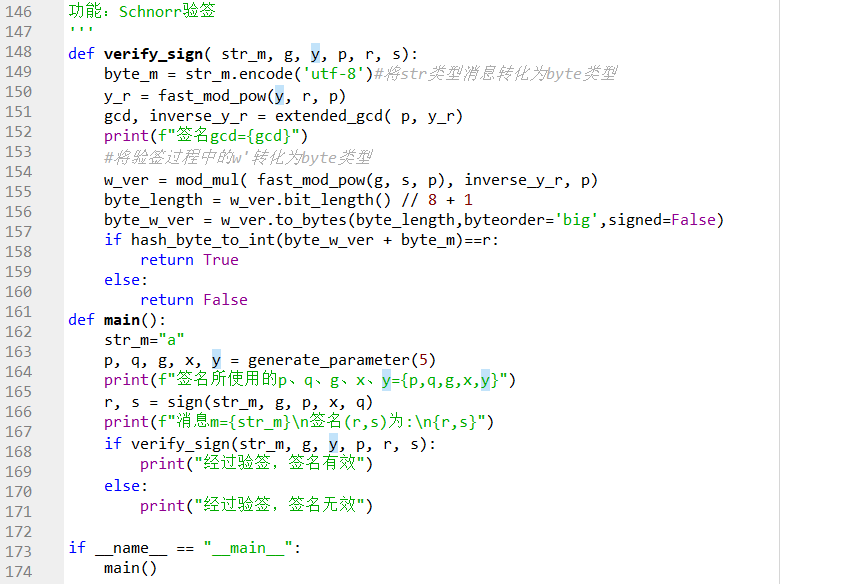 146 功能：Schnorr验签
147 '''
148 def verify_sign( str_m, g, y, p, r, s):
149     byte_m = str_m.encode('utf-8')#将str类型消息转化为byte类型
150     y_r = fast_mod_pow(y, r, p)
151     gcd, inverse_y_r = extended_gcd( p, y_r)
152     print(f"签名gcd={gcd}")
153     #将验签过程中的w'转化为byte类型
154     w_ver = mod_mul( fast_mod_pow(g, s, p), inverse_y_r, p)
155     byte_length = w_ver.bit_length() // 8 + 1
156     byte_w_ver = w_ver.to_bytes(byte_length,byteorder='big',signed=False)
157     if hash_byte_to_int(byte_w_ver + byte_m)==r:
158         return True
159     else:
160         return False
161 def main():
162     str_m="a"
163     p, q, g, x, y = generate_parameter(5)
164     print(f"签名所使用的p、q、g、x、y={p,q,g,x,y}")
165     r, s = sign(str_m, g, p, x, q)
166     print(f"消息m={str_m}\n签名(r,s)为:\n{r,s}")
167     if verify_sign(str_m, g, y, p, r, s):
168         print("经过验签，签名有效")
169     else:
170         print("经过验签，签名无效")
171
172 if __name__ == "__main__":
173     main()
174